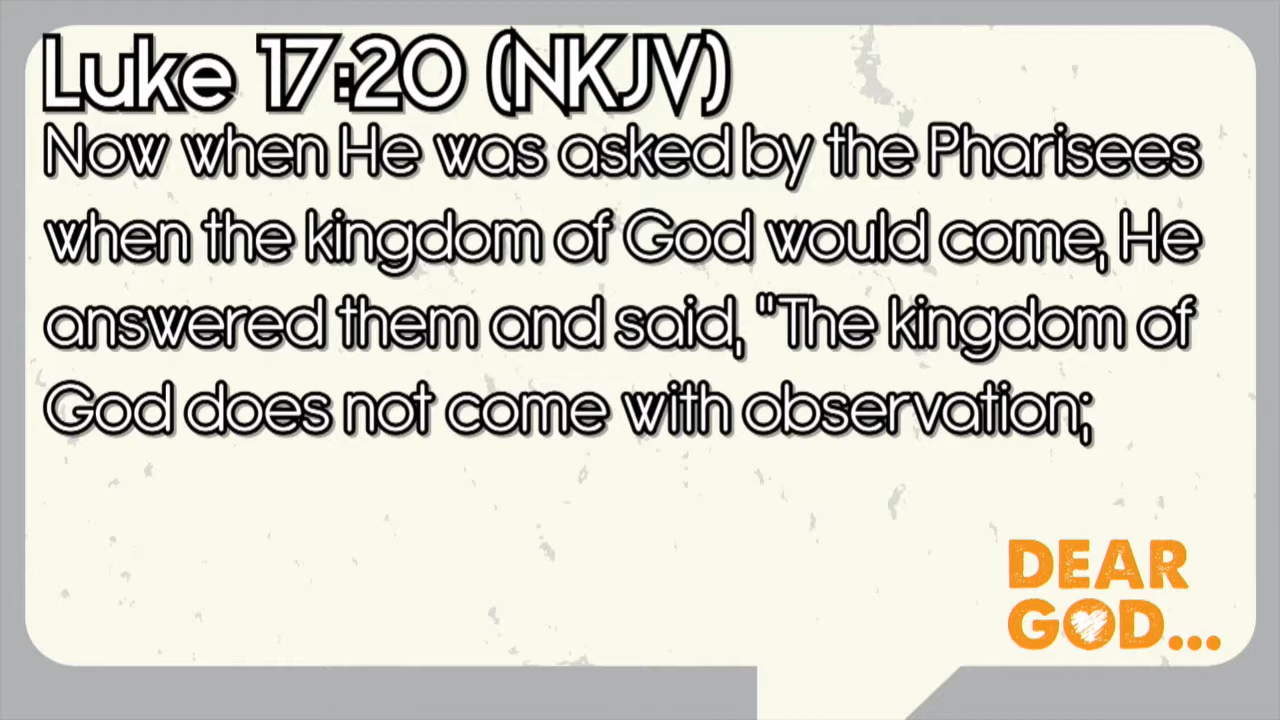 Luke 17:20 (NKJV)
Now when He was asked by the Pharisees
when the kingdom of God would come, He
answered them and said, "The kingdom of
God does not come with observation;
DEAR
GOD...